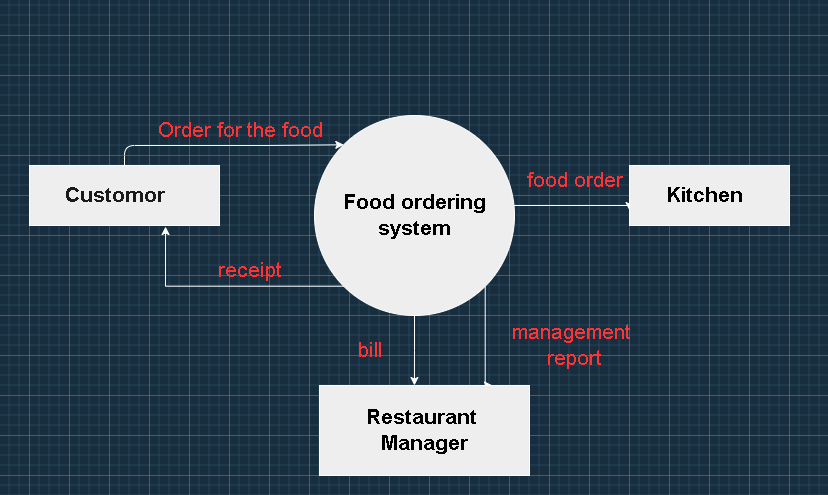 Order for the food
Customor
Food ordering
system
food order
Kitchen
receipt
bill
management
report
Restaurant
Manager